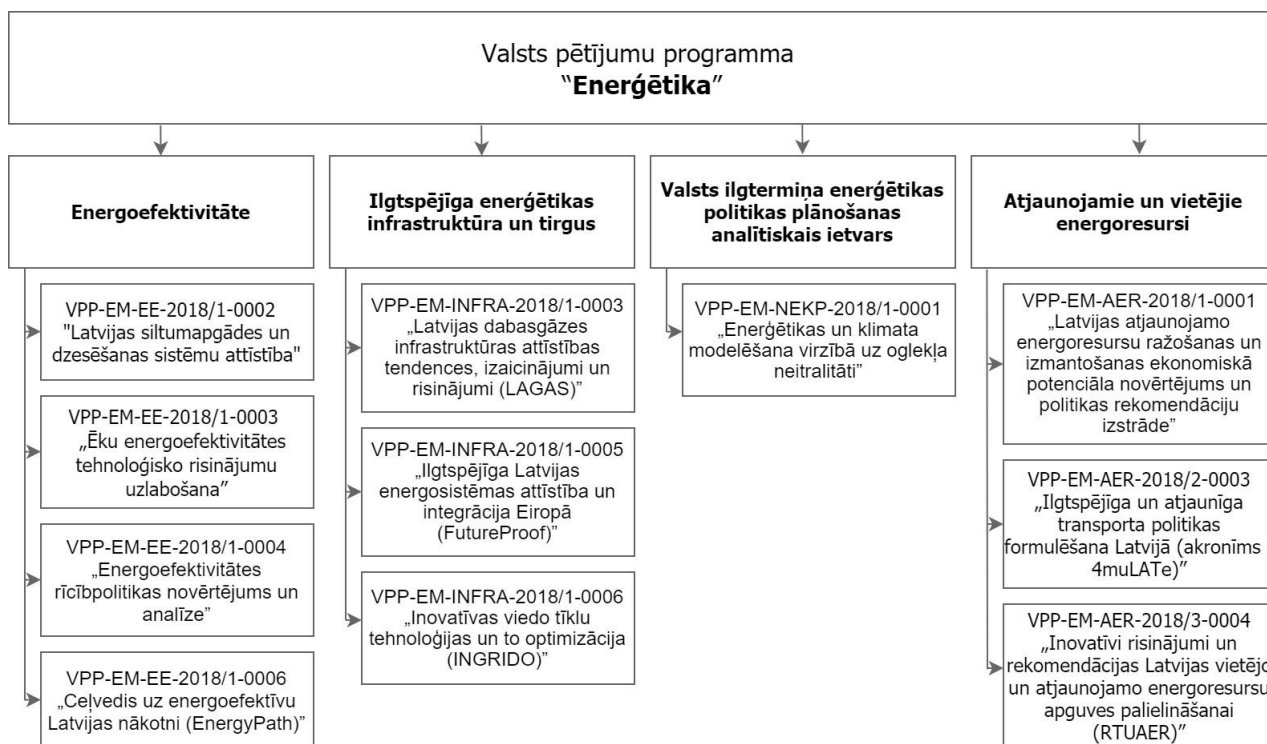 Valsts pētījumu programma
“Enerģētika”
Energoefektivitāte
VPP-EM-EE-2018/1-0002
"Latvijas siltumapgādes un
dzesēšanas sistēmu attīstība"
VPP-EM-EE-2018/1-0003
„Ēku energoefektivitātes
tehnoloģisko risinājumu
uzlabošana”
VPP-EM-EE-2018/1-0004
„Energoefektivitātes
rīcībpolitikas novērtējums un
analīze”
VPP-EM-EE-2018/1-0006
„Ceļvedis uz energoefektīvu
Latvijas nākotni (EnergyPath)”
Ilgtspējīga enerģētikas
infrastruktūra un tirgus
VPP-EM-INFRA-2018/1-0003
„Latvijas dabasgāzes
infrastruktūras attīstības
tendences, izaicinājumi un
risinājumi (LAGAS)”
VPP-EM-INFRA-2018/1-0005
„Ilgtspējīga Latvijas
energosistēmas attīstība un
integrācija Eiropā
(FutureProof)”
VPP-EM-INFRA-2018/1-0006
„Inovatīvas viedo tīklu
tehnoloģijas un to optimizācija
(INGRIDO)”
Valsts ilgtermiņa enerģētikas
politikas plānošanas
analītiskais ietvars
VPP-EM-NEKP-2018/1-0001
„Enerģētikas un klimata
modelēšana virzībā uz oglekļa
neitralitāti”
Atjaunojamie un vietējie
energoresursi
VPP-EM-AER-2018/1-0001
„Latvijas atjaunojamo
energoresursu ražošanas un
izmantošanas ekonomiskā
potenciāla novērtējums un
politikas rekomendāciju
izstrāde”
VPP-EM-AER-2018/2-0003
„Ilgtspējīga un atjaunīga
transporta politikas
formulēšana Latvijā (akronīms
4muLATe)”
VPP-EM-AER-2018/3-0004
„Inovatīvi risinājumi un
rekomendācijas Latvijas vietējo
un atjaunojamo energoresursu
apguves palielināšanai
(RTUAER)”